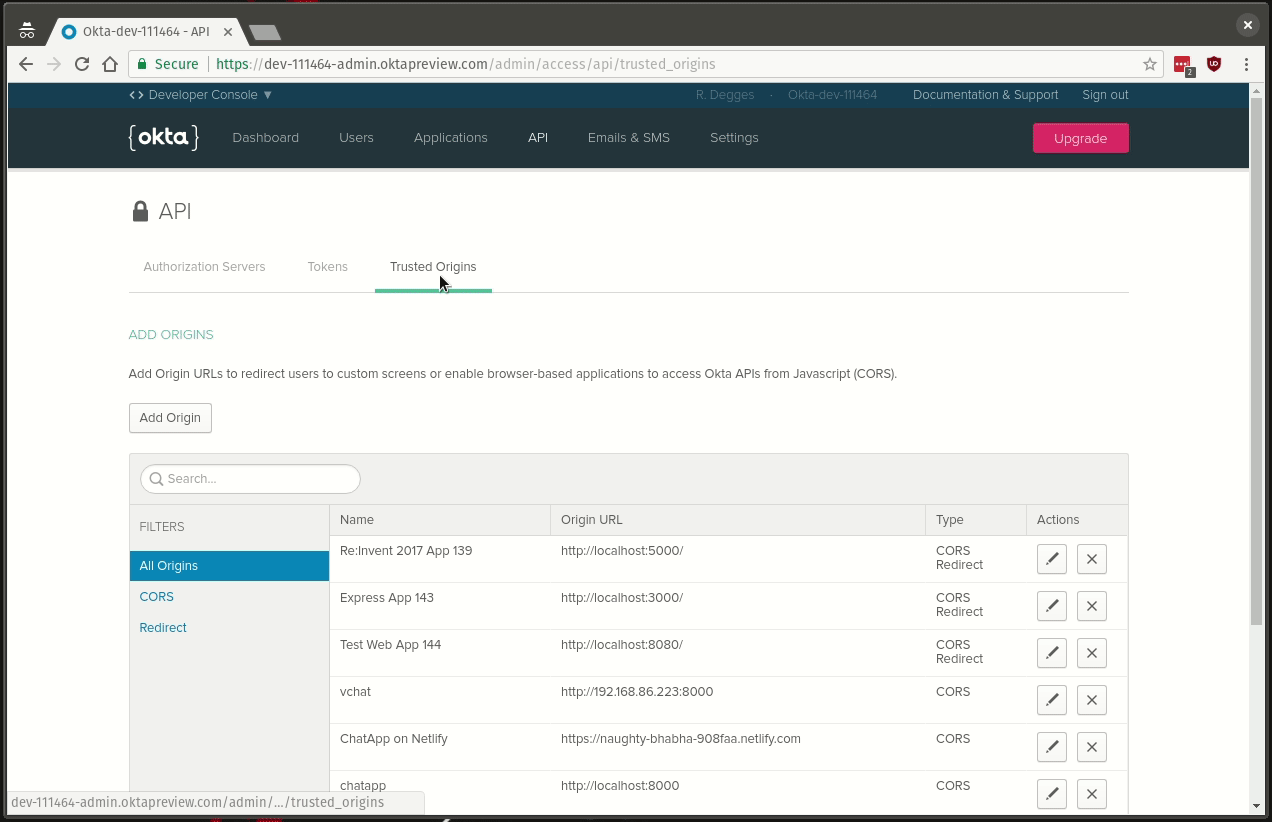 Okta-dev-111464 - API
Secure
https://dev-111464-admin.oktapreview.com/admin/access/api/trusted_origins
2
<> Developer Console ▼
R. Degges · Okta-dev-111464
Documentation & Support
Sign out
{okta}
Dashboard
Users
Applications
API
Emails & SMS
Settings
Upgrade
API
Authorization Servers
Tokens
Trusted Origins
ADD ORIGINS
Add Origin URLs to redirect users to custom screens or enable browser-based applications to access Okta APIs from Javascript (CORS).
Add Origin
Search...
FILTERS
All Origins
CORS
Redirect
Name Origin URL Type Actions
Re:Invent 2017 App 139 http://localhost:5000/ CORS
Redirect
Express App 143 http://localhost:3000/ CORS
Redirect
Test Web App 144 http://localhost:8080/ CORS
Redirect
vchat http://192.168.86.223:8000 CORS
ChatApp on Netlify https://naughty-bhabha-908faa.netlify.com CORS
chatapp http://localhost:8000 CORS
dev-111464-admin.oktapreview.com/admin/.../trusted_origins